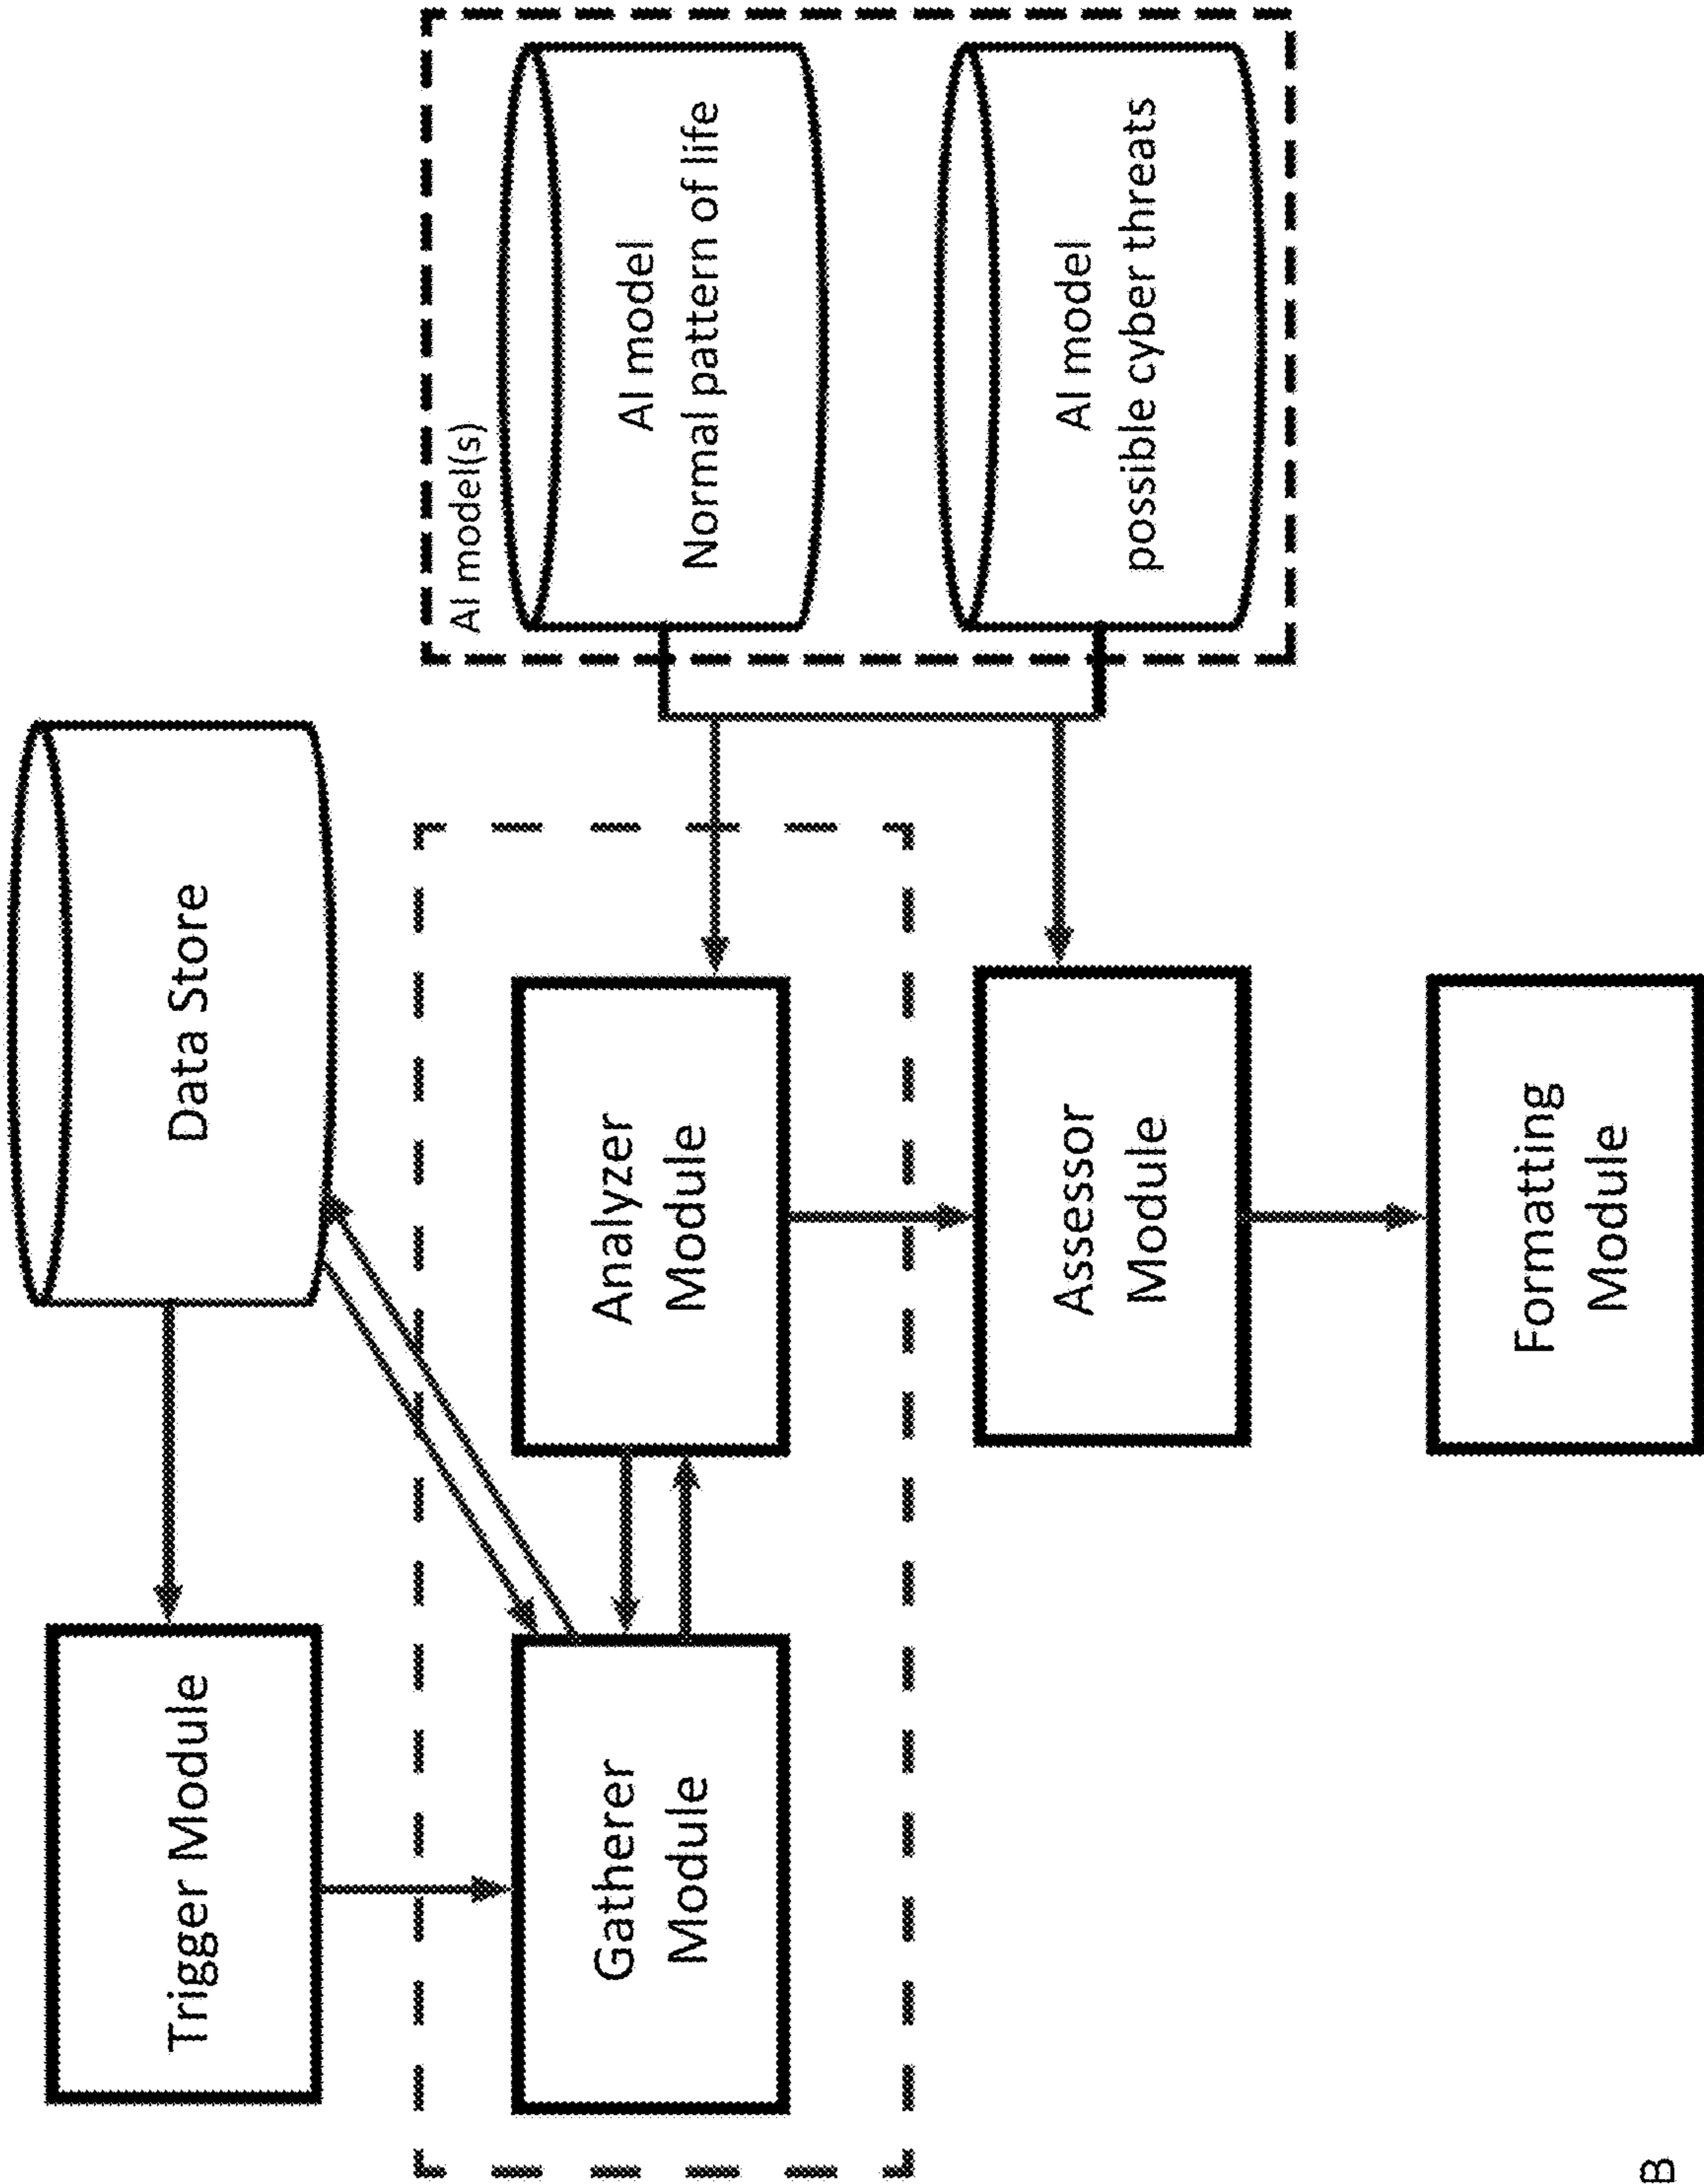 Trigger Module
Data Store
Gatherer
Module
Analyzer
Module
AI model(s)
AI model
Normal pattern of life
Assessor
Module
AI model
possible cyber threats
Formatting
Module
B